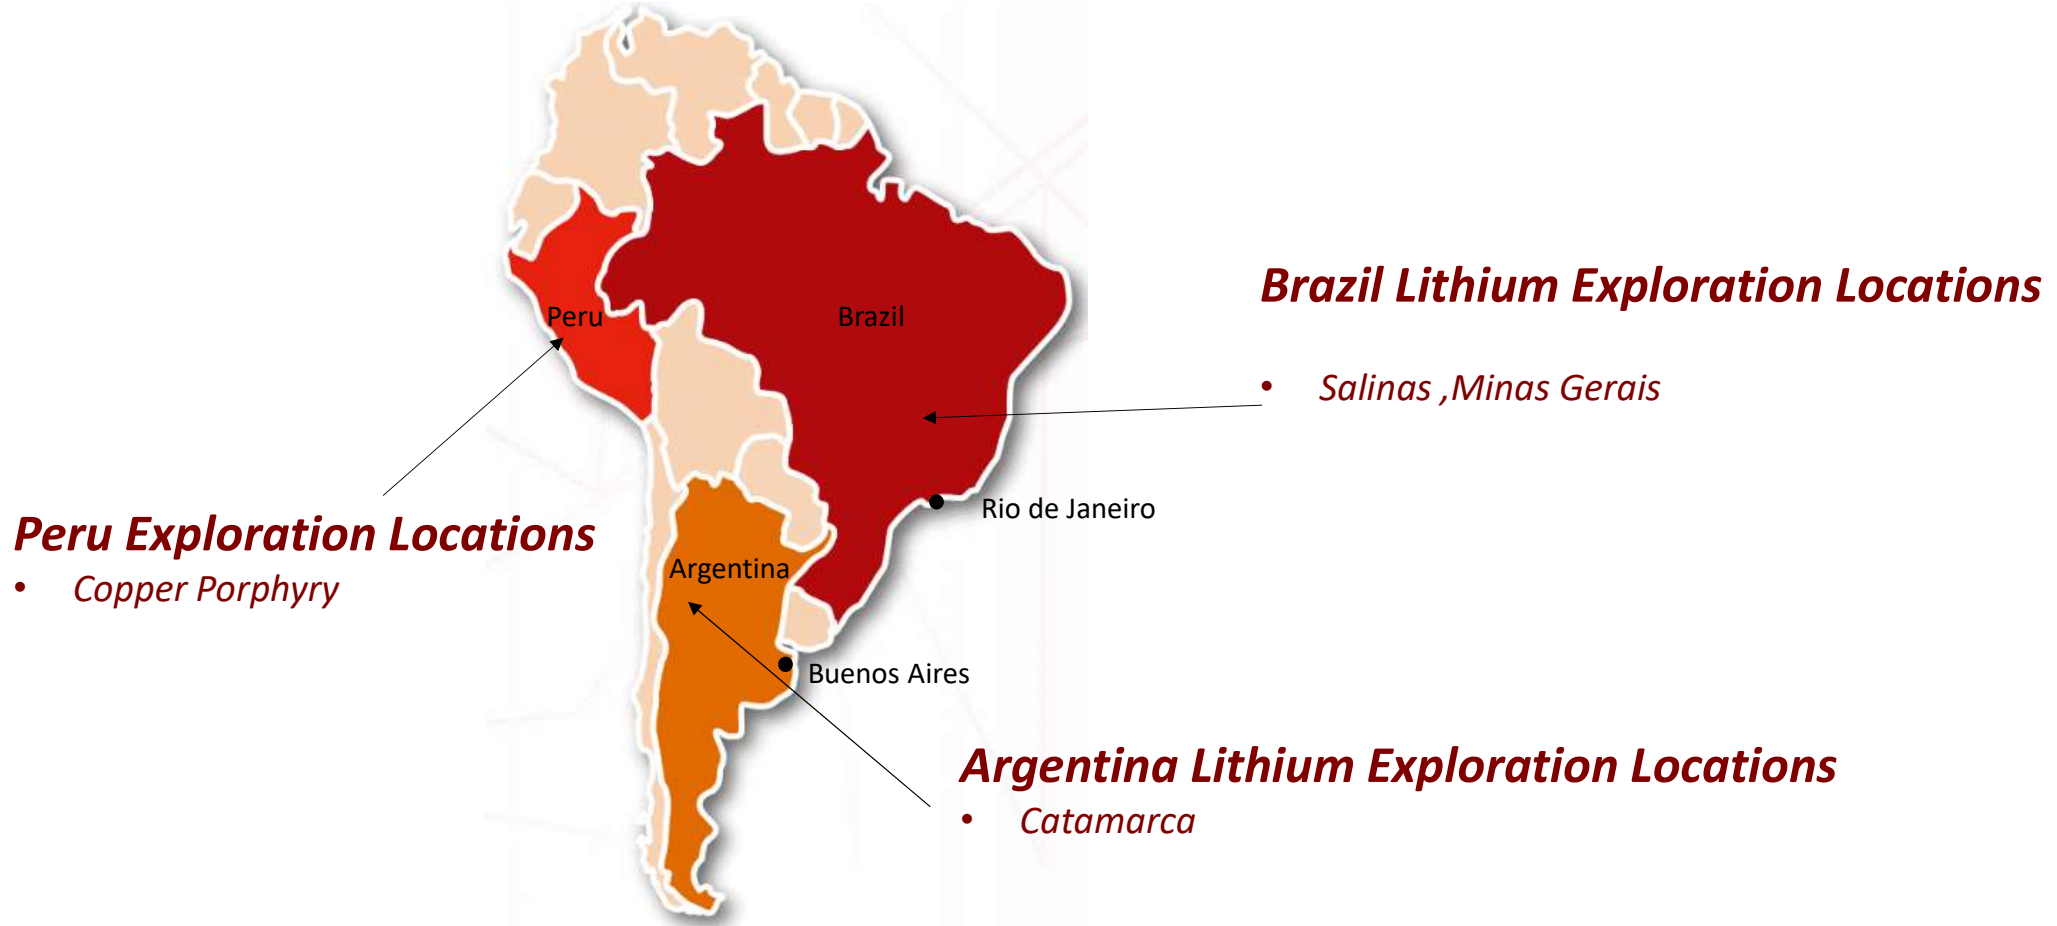 Peru
Brazil
Brazil Lithium Exploration Locations
• Salinas ,Minas Gerais
Rio de Janeiro
Peru Exploration Locations
• Copper Porphyry
Argentina
Buenos Aires
Argentina Lithium Exploration Locations
• Catamarca